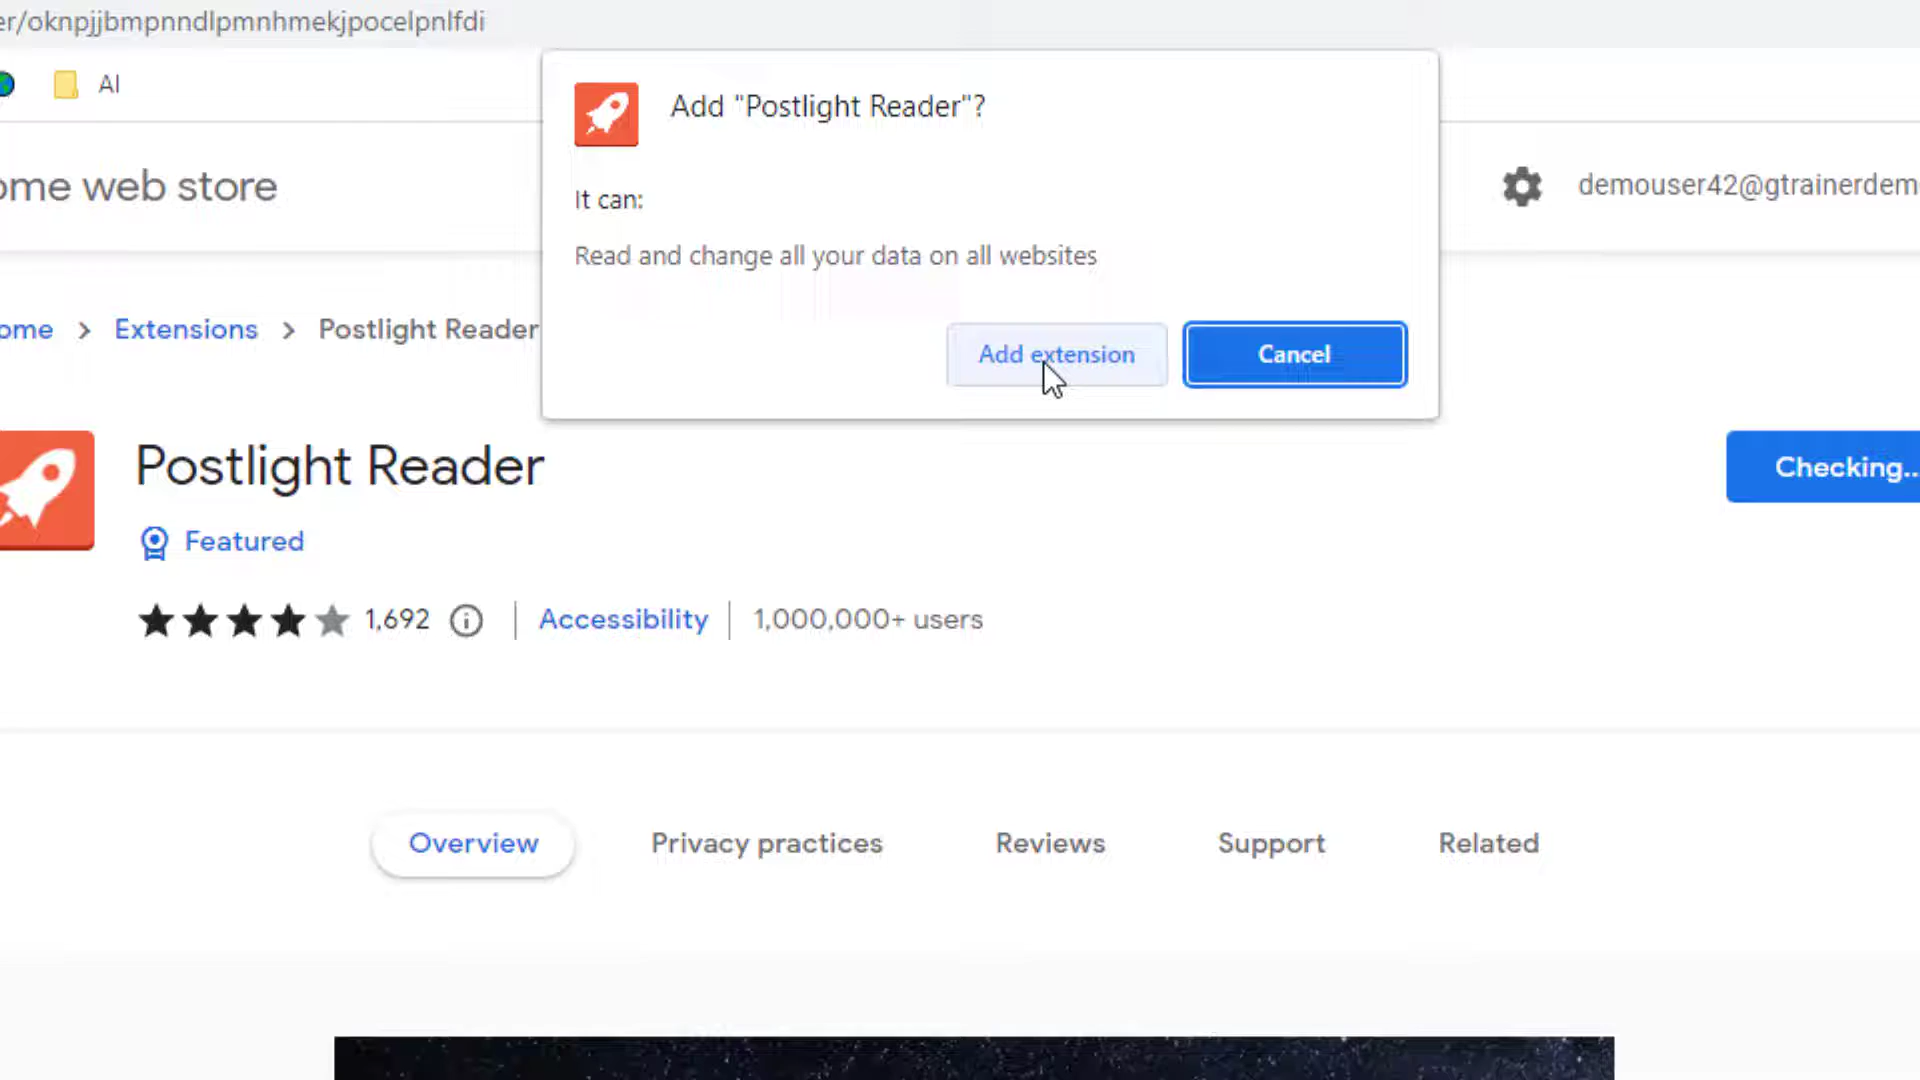 er/oknpjjbmpnndlpmnhmekjpocelpnlfdi
AI
Add "Postlight Reader"?
It can:
Read and change all your data on all websites
Add extension
Cancel
ome web store
demouser42@gtrainerdem
ome > Extensions > Postlight Reader
Postlight Reader
Checking...
Featured
1,692
Accessibility
1,000,000+ users
Overview
Privacy practices
Reviews
Support
Related